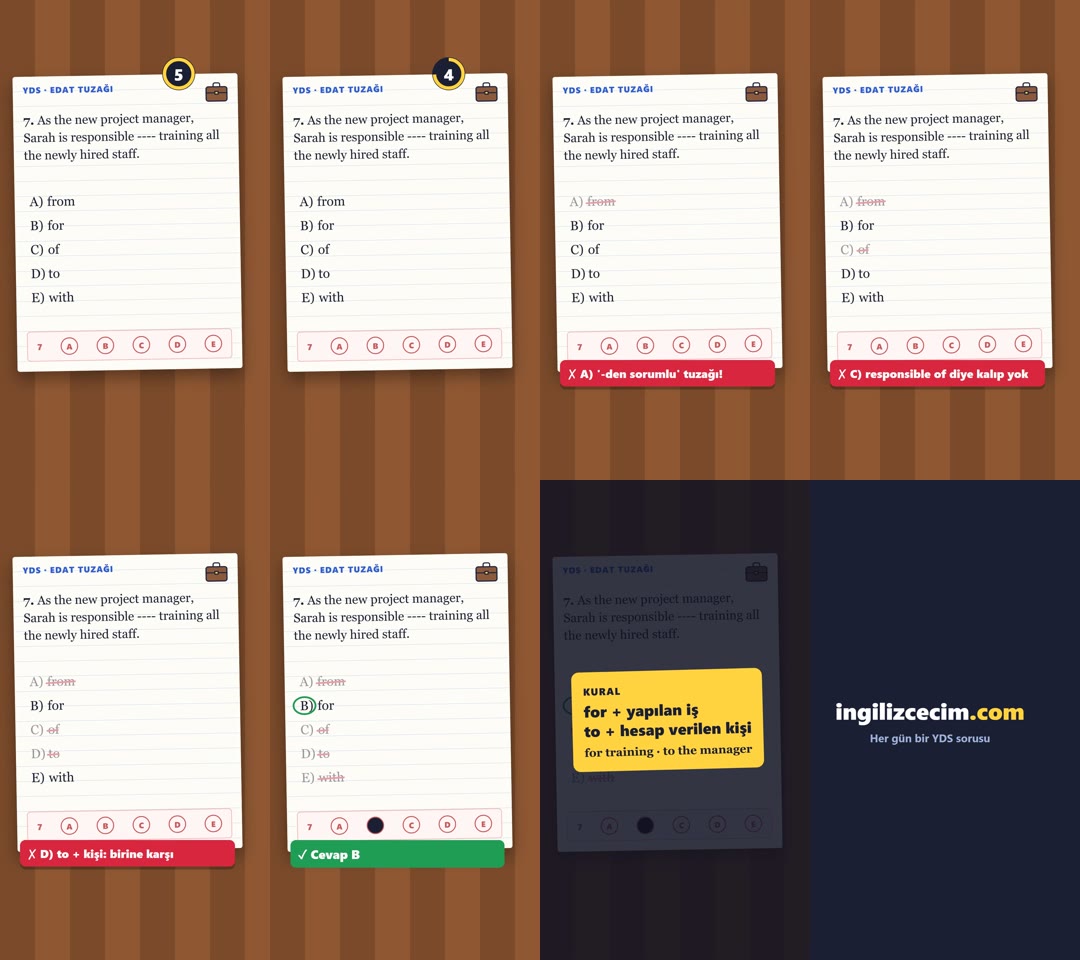 5
YDS · EDAT TUZAĞI
7. As the new project manager,
Sarah is responsible ---- training all
the newly hired staff.
A) from
B) for
C) of
D) to
E) with
7 A B C D E
4
YDS · EDAT TUZAĞI
7. As the new project manager,
Sarah is responsible ---- training all
the newly hired staff.
A) from
B) for
C) of
D) to
E) with
7 A B C D E
YDS · EDAT TUZAĞI
7. As the new project manager,
Sarah is responsible ---- training all
the newly hired staff.
A) from
B) for
C) of
D) to
E) with
7 A B C D E
✗ A) '-den sorumlu' tuzağı!
YDS · EDAT TUZAĞI
7. As the new project manager,
Sarah is responsible ---- training all
the newly hired staff.
A) from
B) for
C) of
D) to
E) with
7 A B C D E
✗ C) responsible of diye kalıp yok
YDS · EDAT TUZAĞI
7. As the new project manager,
Sarah is responsible ---- training all
the newly hired staff.
A) from
B) for
C) of
D) to
E) with
7 A B C D E
✗ D) to + kişi: birine karşı
YDS · EDAT TUZAĞI
7. As the new project manager,
Sarah is responsible ---- training all
the newly hired staff.
A) from
B) for
C) of
D) to
E) with
7 A C D E
✓ Cevap B
YDS · EDAT TUZAĞI
7. As the new project manager,
Sarah is responsible ---- training all
the newly hired staff.
KURAL
for + yapılan iş
to + hesap verilen kişi
for training · to the manager
E) with
7 A C D E
ingilizcecim.com
Her gün bir YDS sorusu